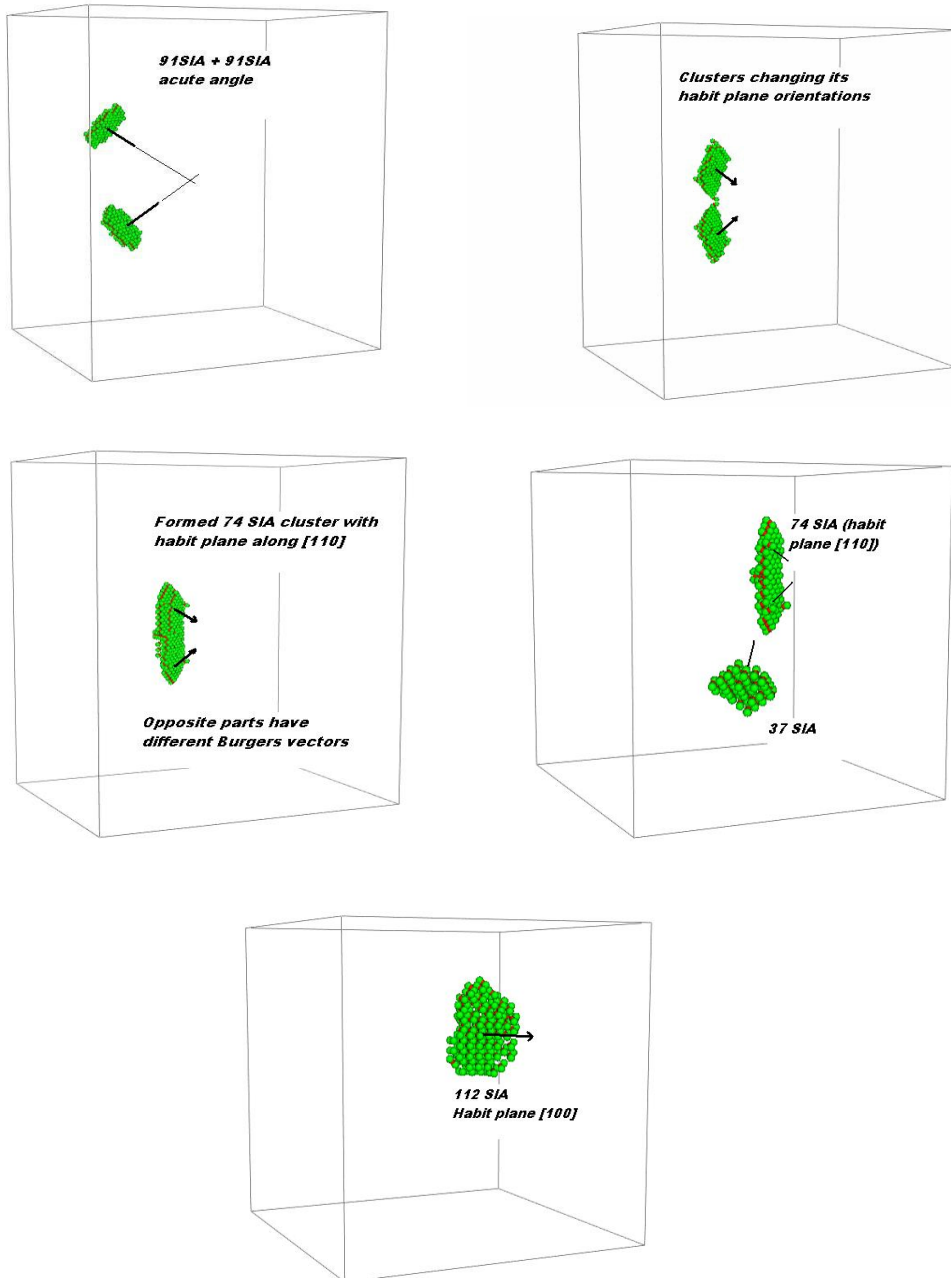 91SIA + 91SIA
acute angle
Clusters changing its
habit plane orientations
Formed 74 SIA cluster with
habit plane along [110]
Opposite parts have
different Burgers vectors
74 SIA (habit
plane [110])
37 SIA
112 SIA
Habit plane [100]